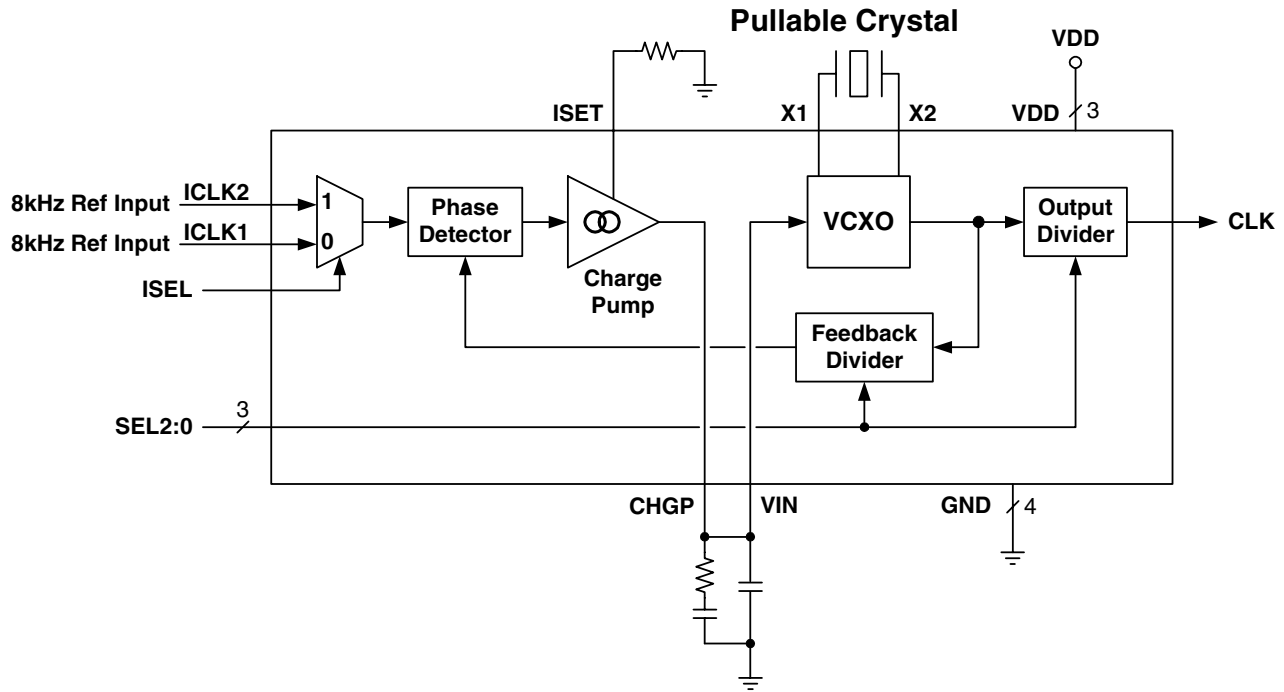 Pullable Crystal
VDD
ISET
X1
X2
VDD
3
8kHz Ref Input
ICLK2
1
8kHz Ref Input
ICLK1
0
Phase
Detector
VCXO
Output
Divider
CLK
ISEL
Charge
Pump
Feedback
Divider
SEL2:0
3
CHGP
VIN
GND
4